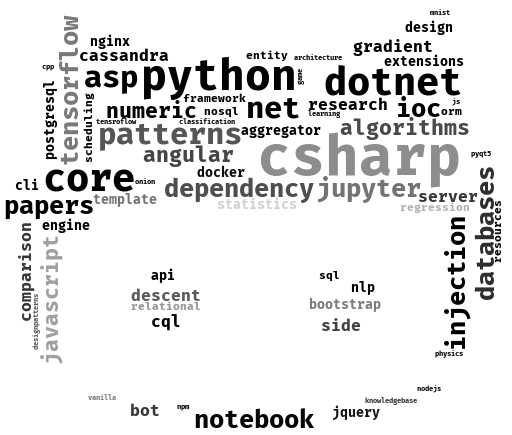 mnist
design
nginx
gradient
cassandra
entity
architecture
extensions
cpp
tensorflow
asp
python
game
dotnet
postgresql
scheduling
numeric
framework
nosql
net
research
learning
ioc
js
orm
tensroflow
classification
patterns
aggregator
algorithms
angular
csharp
pyqt5
docker
core
onion
cli
dependency
jupyter
server
databases
papers
template
statistics
regression
resources
engine
injection
comparison
designpatterns
javascript
api
sql
nlp
descent
relational
bootstrap
cql
side
physics
nodejs
vanilla
knowledgebase
bot
npm
notebook
jquery